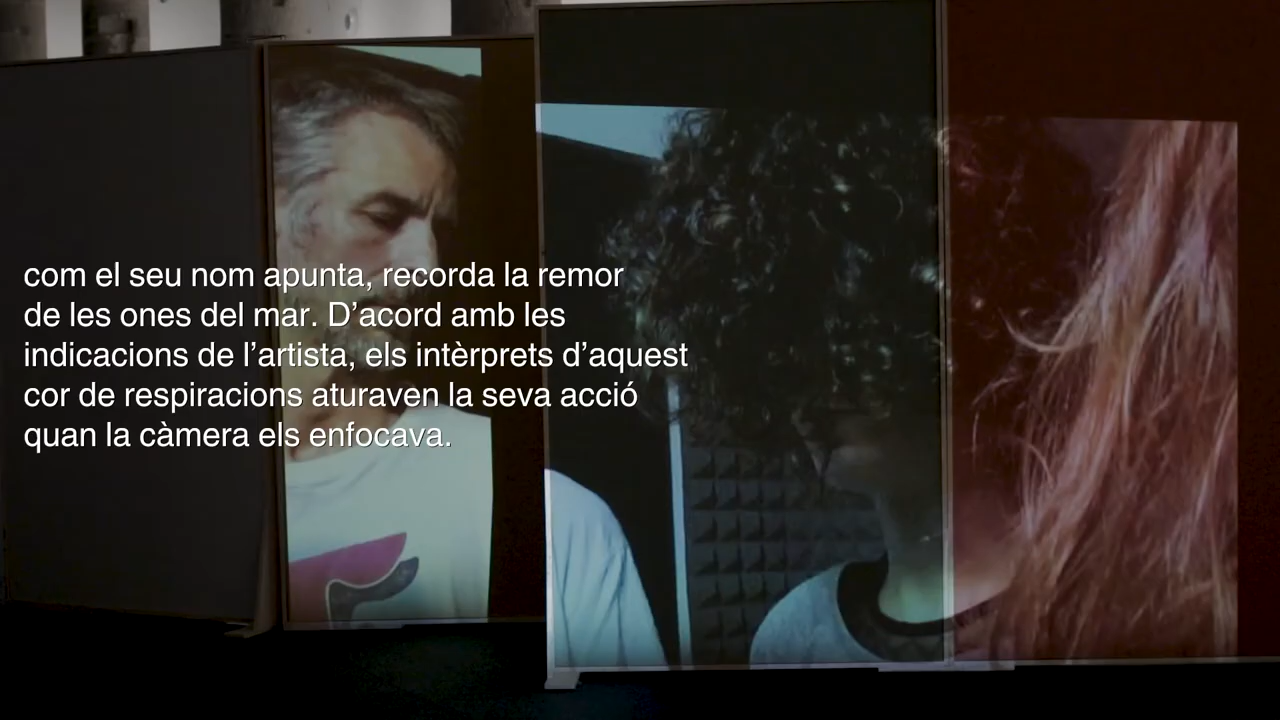 com el seu nom apunta, recorda la remor
de les ones del mar. D’acord amb les
indicacions de l’artista, els intèrprets d’aquest
cor de respiracions aturaven la seva acció
quan la càmera els enfocava.